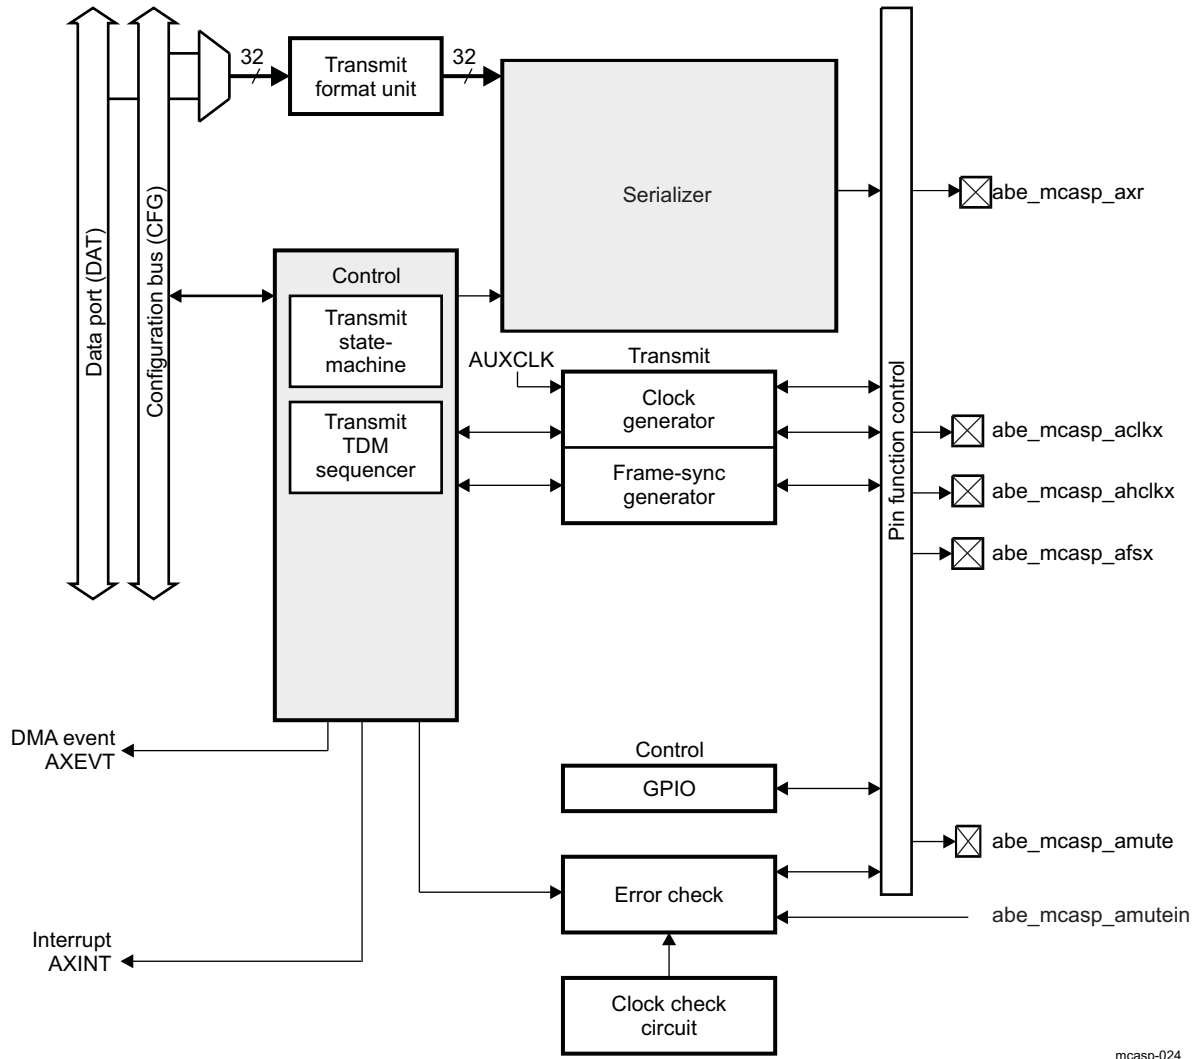 32
32
Transmit
format unit
Serializer
abe_mcasp_axr
Data port (DAT)
Configuration bus (CFG)
Control
Transmit
state-
machine
Transmit
TDM
sequencer
AUXCLK
Transmit
Clock
generator
Frame-sync
generator
Pin function control
abe_mcasp_aclkx
abe_mcasp_ahclkx
abe_mcasp_afsx
DMA event
AXEVT
Control
GPIO
abe_mcasp_amute
Error check
abe_mcasp_amutein
Interrupt
AXINT
Clock check
circuit
mcasp-024